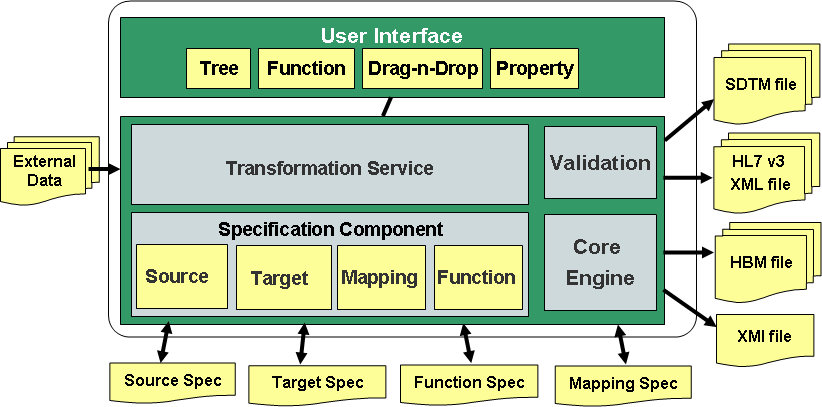 User Interface
Tree
Function
Drag-n-Drop
Property
SDTM file
External
Data
Transformation Service
Validation
HL7 v3
XML file
Specification Component
Source
Target
Mapping
Function
Core
Engine
HBM file
XMI file
Source Spec
Target Spec
Function Spec
Mapping Spec